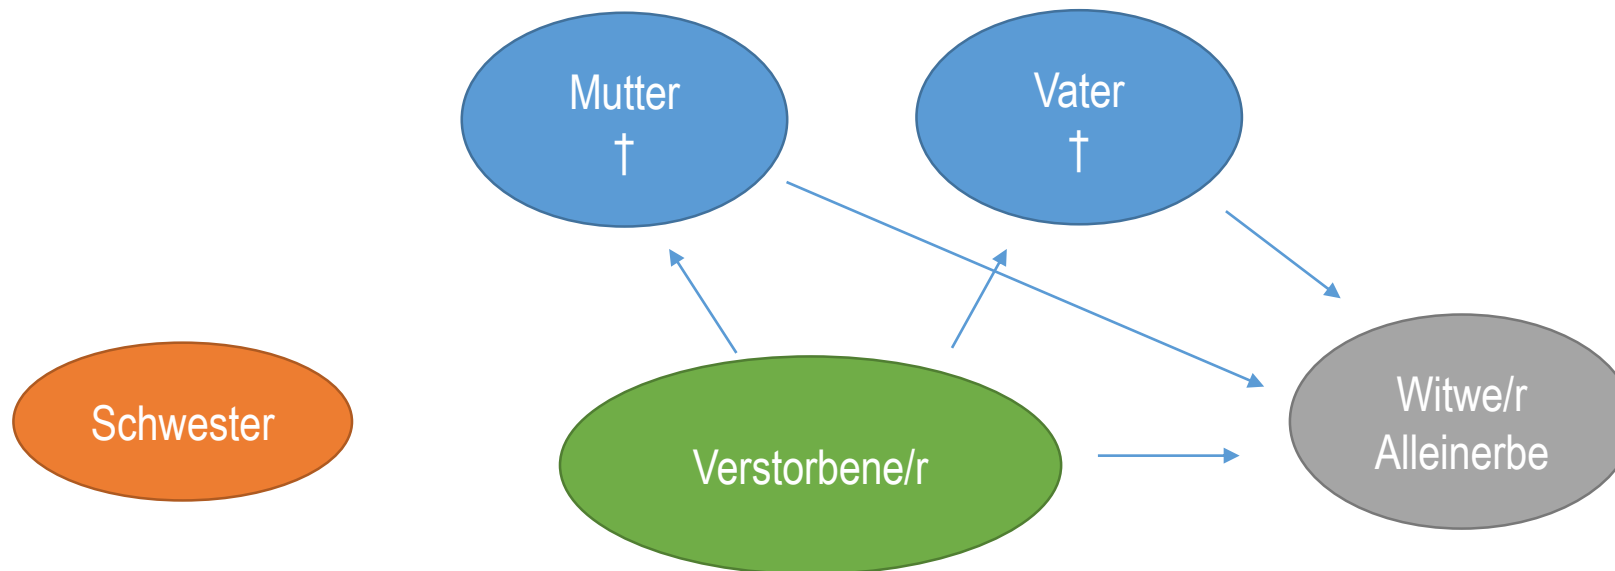 Mutter
†
Vater
†
Schwester
Verstorbene/r
Witwe/r
Alleinerbe